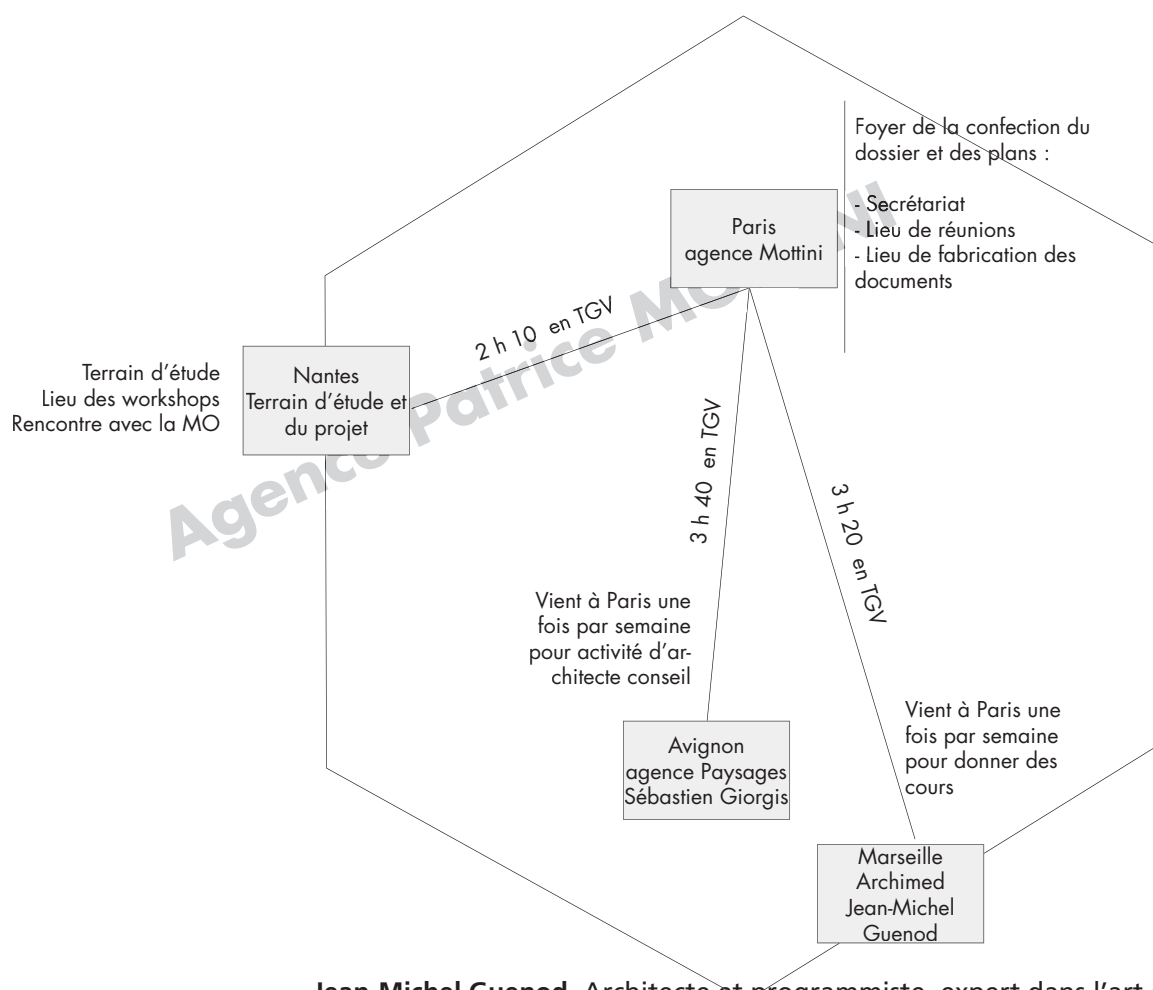 Foyer de la confection du
dossier et des plans :
- Secrétariat
- Lieu de réunions
- Lieu de fabrication des
documents
Paris
agence Mottini
2 h 10  en TGV
Terrain d’étude
Lieu des workshops
Rencontre avec la MO
Nantes
Terrain d’étude et
du projet
Agence Patrice MOTTINI
3 h 40  en TGV
3 h 20  en TGV
Vient à Paris une
fois par semaine
pour activité d’ar-
chitecte conseil
Avignon
agence Paysages
Sébastien Giorgis
Vient à Paris une
fois par semaine
pour donner des
cours
Marseille
Archimed
Jean-Michel
Guenod
Jean-Michel Guenod, Architecte et programmiste, expert dans l’art